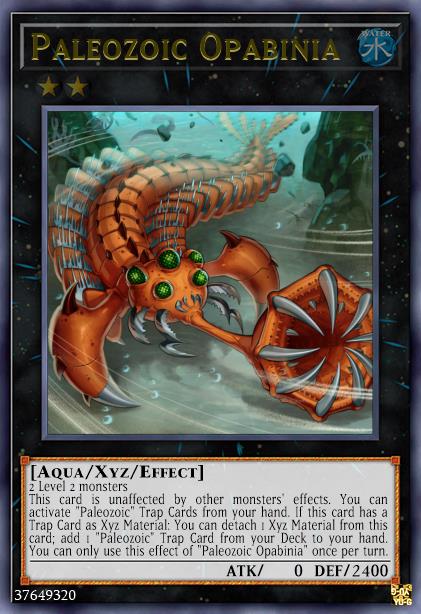 PALEOZOIC OPABINIA
WATER
水
[AQUA/XYZ/EFFECT]
2 Level 2 monsters
This card is unaffected by other monsters' effects. You can
activate "Paleozoic" Trap Cards from your hand. If this card has a
Trap Card as Xyz Material: You can detach 1 Xyz Material from this
card; add 1 "Paleozoic" Trap Card from your Deck to your hand.
You can only use this effect of "Paleozoic Opabinia" once per turn.
ATK/ 0 DEF/2400
37649320